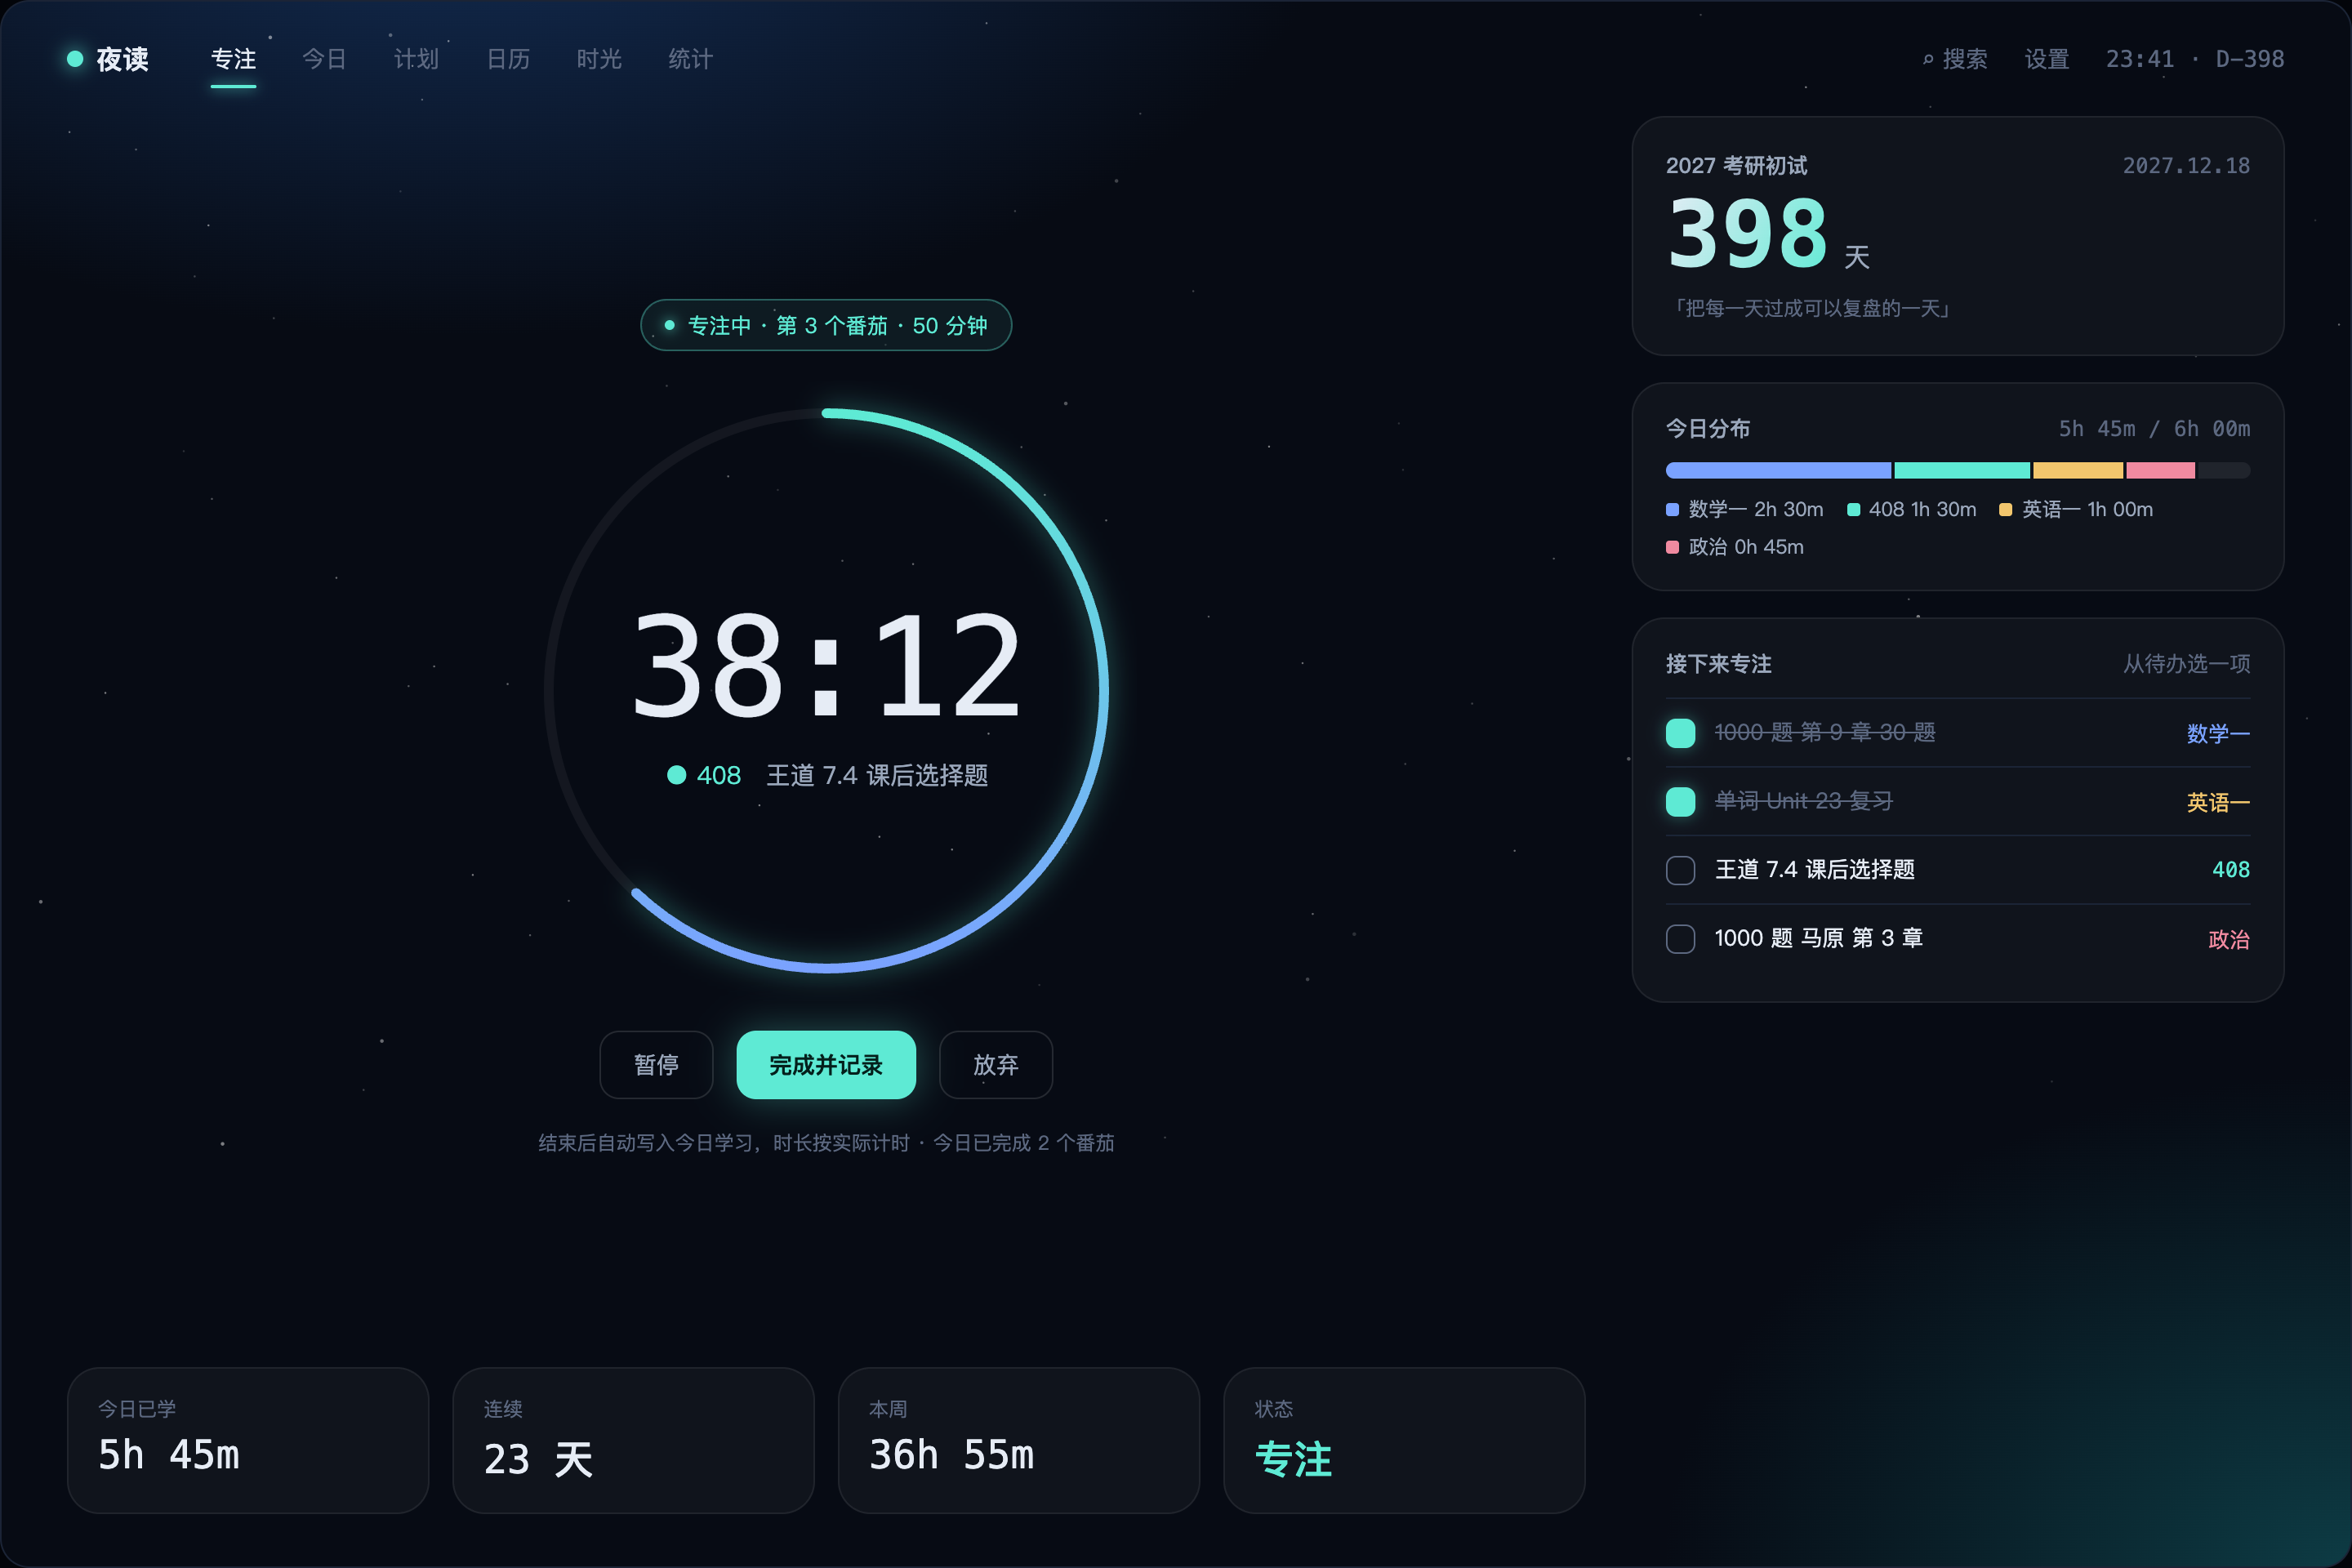 夜读 专注 今日 计划 日历 时光 统计
搜索 设置 23:41 · D-398
专注中 · 第 3 个番茄 · 50 分钟
38:12
408 王道 7.4 课后选择题
暂停 完成并记录 放弃
结束后自动写入今日学习，时长按实际计时 · 今日已完成 2 个番茄
2027 考研初试 2027.12.18
398 天
「把每一天过成可以复盘的一天」
今日分布 5h 45m / 6h 00m
数学一 2h 30m 408 1h 30m 英语一 1h 00m
政治 0h 45m
接下来专注 从待办选一项
1000 题 第 9 章 30 题 数学一
单词 Unit 23 复习 英语一
王道 7.4 课后选择题 408
1000 题 马原 第 3 章 政治
今日已学
5h 45m
连续
23 天
本周
36h 55m
状态
专注